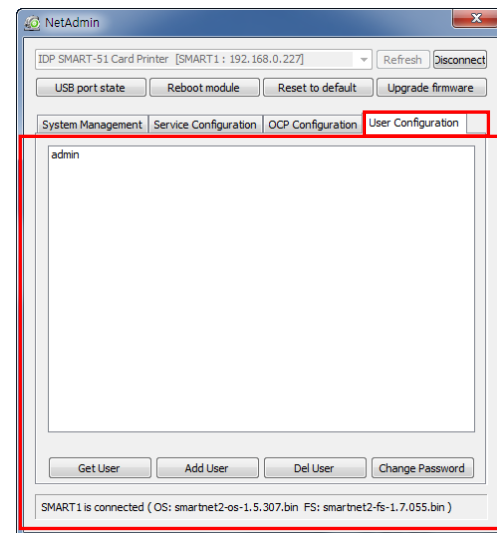 NetAdmin
IDP SMART-51 Card Printer [SMART1 : 192.168.0.227] Refresh Disconnect
USB port state Reboot module Reset to default Upgrade firmware
System Management Service Configuration OCP Configuration User Configuration
admin
Get User Add User Del User Change Password
SMART1 is connected ( OS: smartnet2-os-1.5.307.bin FS: smartnet2-fs-1.7.055.bin )